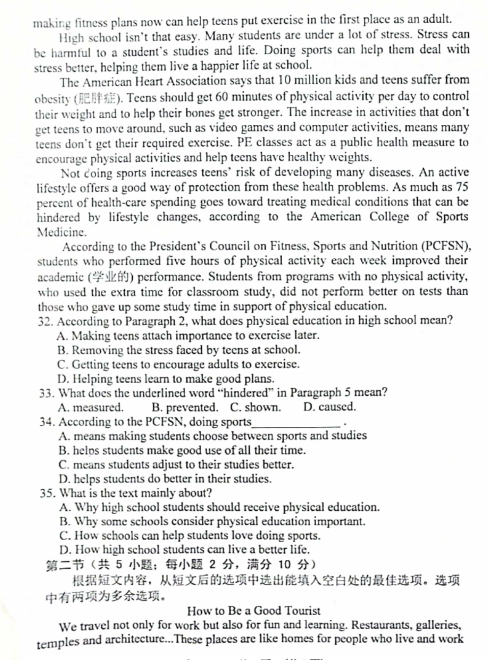 making fitness plans now can help teens put exercise in the first place as an adult.
High school isn't that easy. Many students are under a lot of stress. Stress can
be harmful to a student's studies and life. Doing sports can help them deal with
stress better, helping them live a happier life at school.
The American Heart Association says that 10 million kids and teens suffer from
obesity (肥胖症). Teens should get 60 minutes of physical activity per day to control
their weight and to help their bones get stronger. The increase in activities that don't
get teens to move around, such as video games and computer activities, means many
teens don't get their required exercise. PE classes act as a public health measure to
encourage physical activities and help teens have healthy weights.
Not doing sports increases teens' risk of developing many diseases. An active
lifestyle offers a good way of protection from these health problems. As much as 75
percent of health-care spending goes toward treating medical conditions that can be
hindered by lifestyle changes, according to the American College of Sports
Medicine.
According to the President's Council on Fitness, Sports and Nutrition (PCFSN),
students who performed five hours of physical activity each week improved their
academic (学业的) performance. Students from programs with no physical activity,
who used the extra time for classroom study, did not perform better on tests than
those who gave up some study time in support of physical education.
32. According to Paragraph 2, what does physical education in high school mean?
A. Making teens attach importance to exercise later.
B. Removing the stress faced by teens at school.
C. Getting teens to encourage adults to exercise.
D. Helping teens learn to make good plans.
33. What does the underlined word "hindered" in Paragraph 5 mean?
A. measured. B. prevented. C. shown. D. caused.
34. According to the PCFSN, doing sports____________.
A. means making students choose between sports and studies
B. helps students make good use of all their time.
C. means students adjust to their studies better.
D. helps students do better in their studies.
35. What is the text mainly about?
A. Why high school students should receive physical education.
B. Why some schools consider physical education important.
C. How schools can help students love doing sports.
D. How high school students can live a better life.
第二节（共 5 小题；每小题 2 分，满分 10 分）
根据短文内容，从短文后的选项中选出能填入空白处的最佳选项。选项
中有两项为多余选项。
How to Be a Good Tourist
We travel not only for work but also for fun and learning. Restaurants, galleries,
temples and architecture...These places are like homes for people who live and work